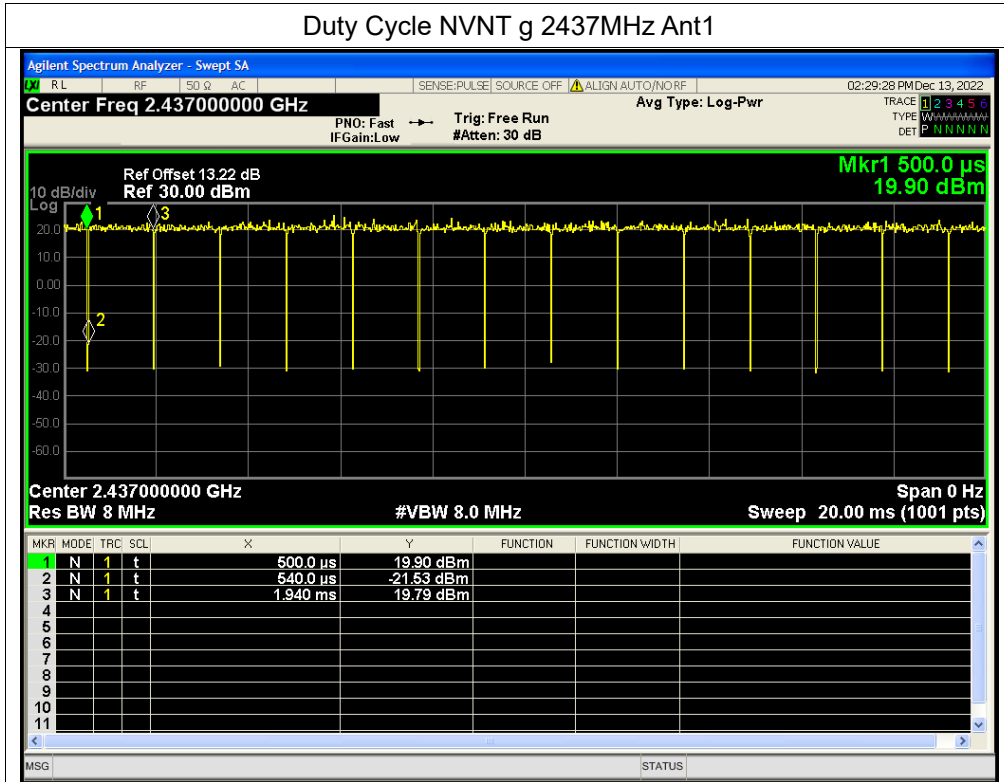 Duty Cycle NVNT g 2437MHz Ant1
Agilent Spectrum Analyzer - Swept SA
LXI RL RF 50 Ω AC SENSE:PULSE SOURCE OFF ALIGN AUTO/NO RF 02:29:28 PM Dec 13, 2022
Center Freq 2.437000000 GHz Avg Type: Log-Pwr TRACE 1 2 3 4 5 6
PNO: Fast Trig: Free Run TYPE W
IFGain:Low #Atten: 30 dB DET P N N N N N
Mkr1 500.0 µs
Ref Offset 13.22 dB
10 dB/div Ref 30.00 dBm 19.90 dBm
Log
1 3
20.0
10.0
0.00
-10.0
2
-20.0
-30.0
-40.0
-50.0
-60.0
Center 2.437000000 GHz Span 0 Hz
Res BW 8 MHz #VBW 8.0 MHz Sweep 20.00 ms (1001 pts)
MKR MODE TRC SCL X Y FUNCTION FUNCTION WIDTH FUNCTION VALUE
1 N 1 t 500.0 µs 19.90 dBm
2 N 1 t 540.0 µs -21.53 dBm
3 N 1 t 1.940 ms 19.79 dBm
4
5
6
7
8
9
10
11
MSG STATUS